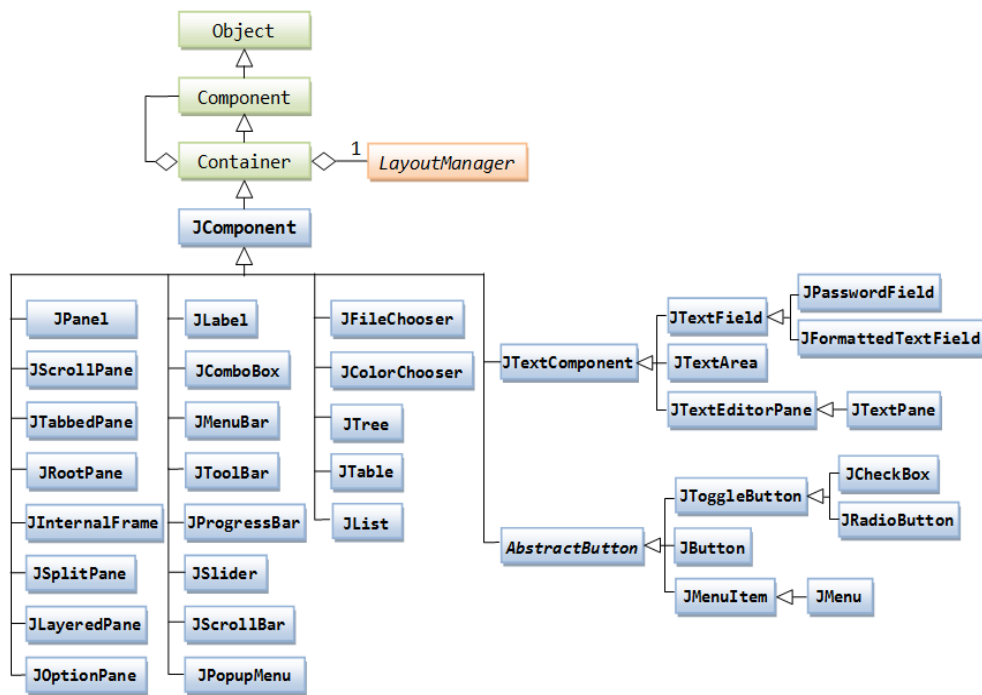 Object
Component
Container
1
LayoutManager
JComponent
JPanel
JScrollPane
JTabbedPane
JRootPane
JInternalFrame
JSplitPane
JLayeredPane
JOptionPane
JLabel
JComboBox
JMenuBar
JToolBar
JProgressBar
JSlider
JScrollBar
JPopupMenu
JFileChooser
JColorChooser
JTree
JTable
JList
JTextComponent
JTextField
JPasswordField
JFormattedTextField
JTextArea
JTextEditorPane
JTextPane
AbstractButton
JToggleButton
JCheckBox
JRadioButton
JButton
JMenuItem
JMenu